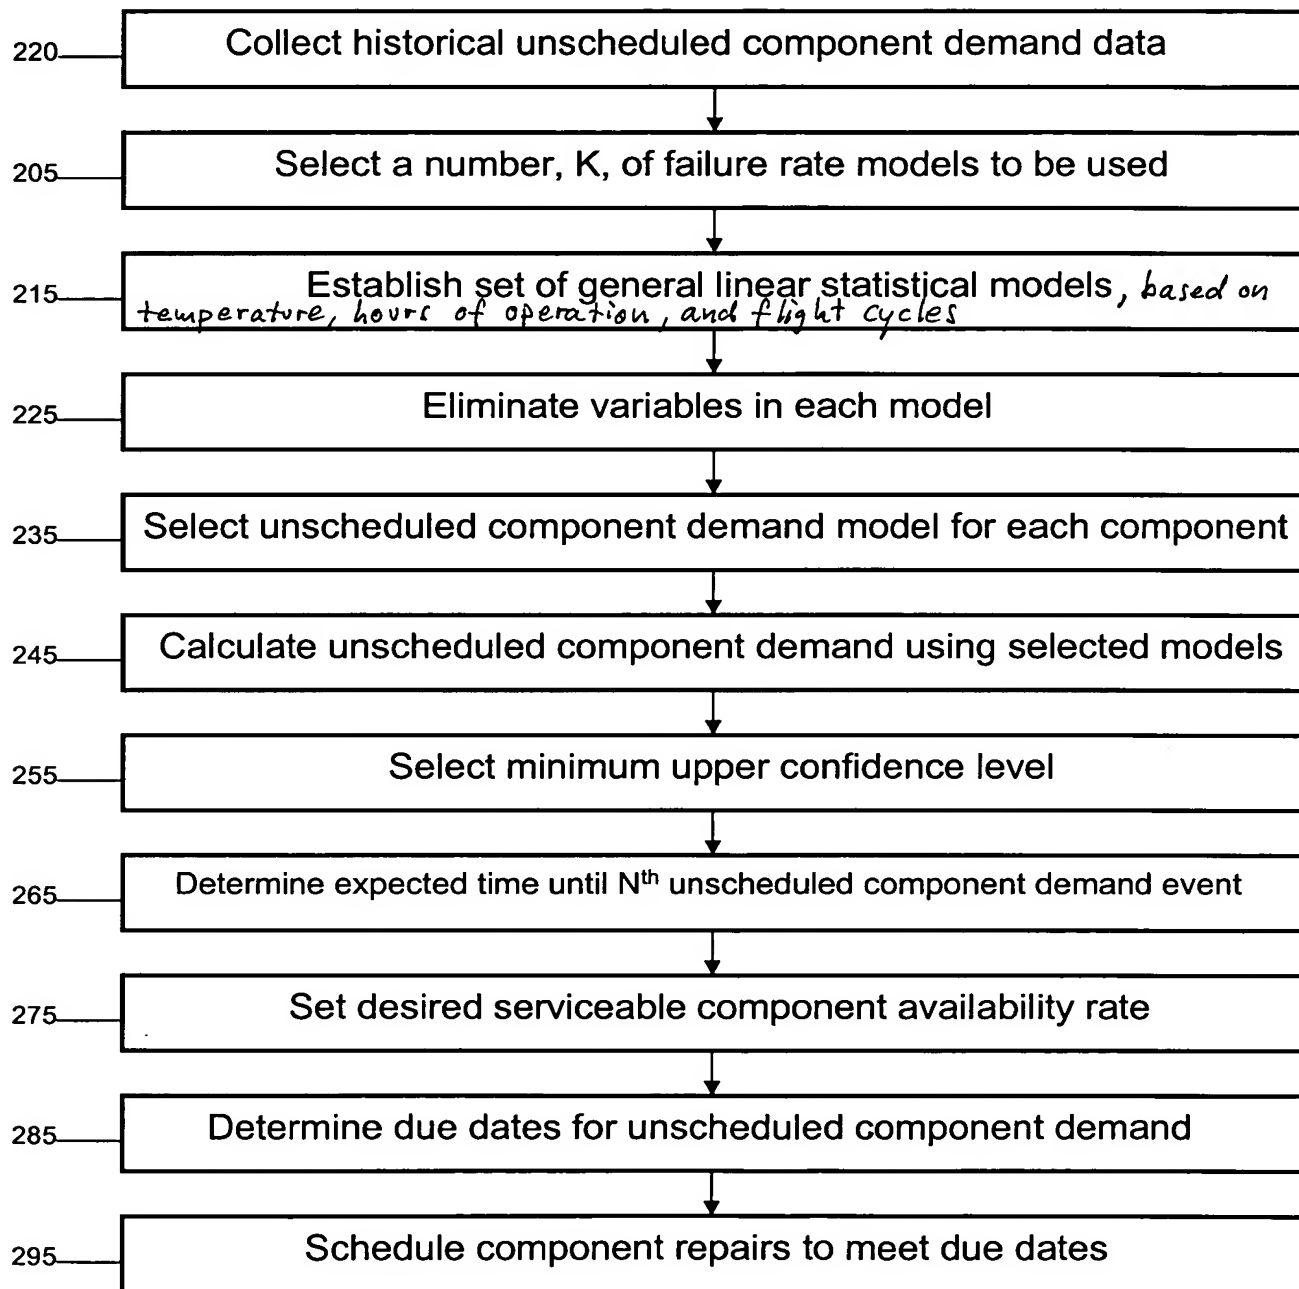 220 Collect historical unscheduled component demand data
205 Select a number, K, of failure rate models to be used
215 Establish set of general linear statistical models, based on
temperature, hours of operation, and flight cycles
225 Eliminate variables in each model
235 Select unscheduled component demand model for each component
245 Calculate unscheduled component demand using selected models
255 Select minimum upper confidence level
265 Determine expected time until Nth unscheduled component demand event
275 Set desired serviceable component availability rate
285 Determine due dates for unscheduled component demand
295 Schedule component repairs to meet due dates